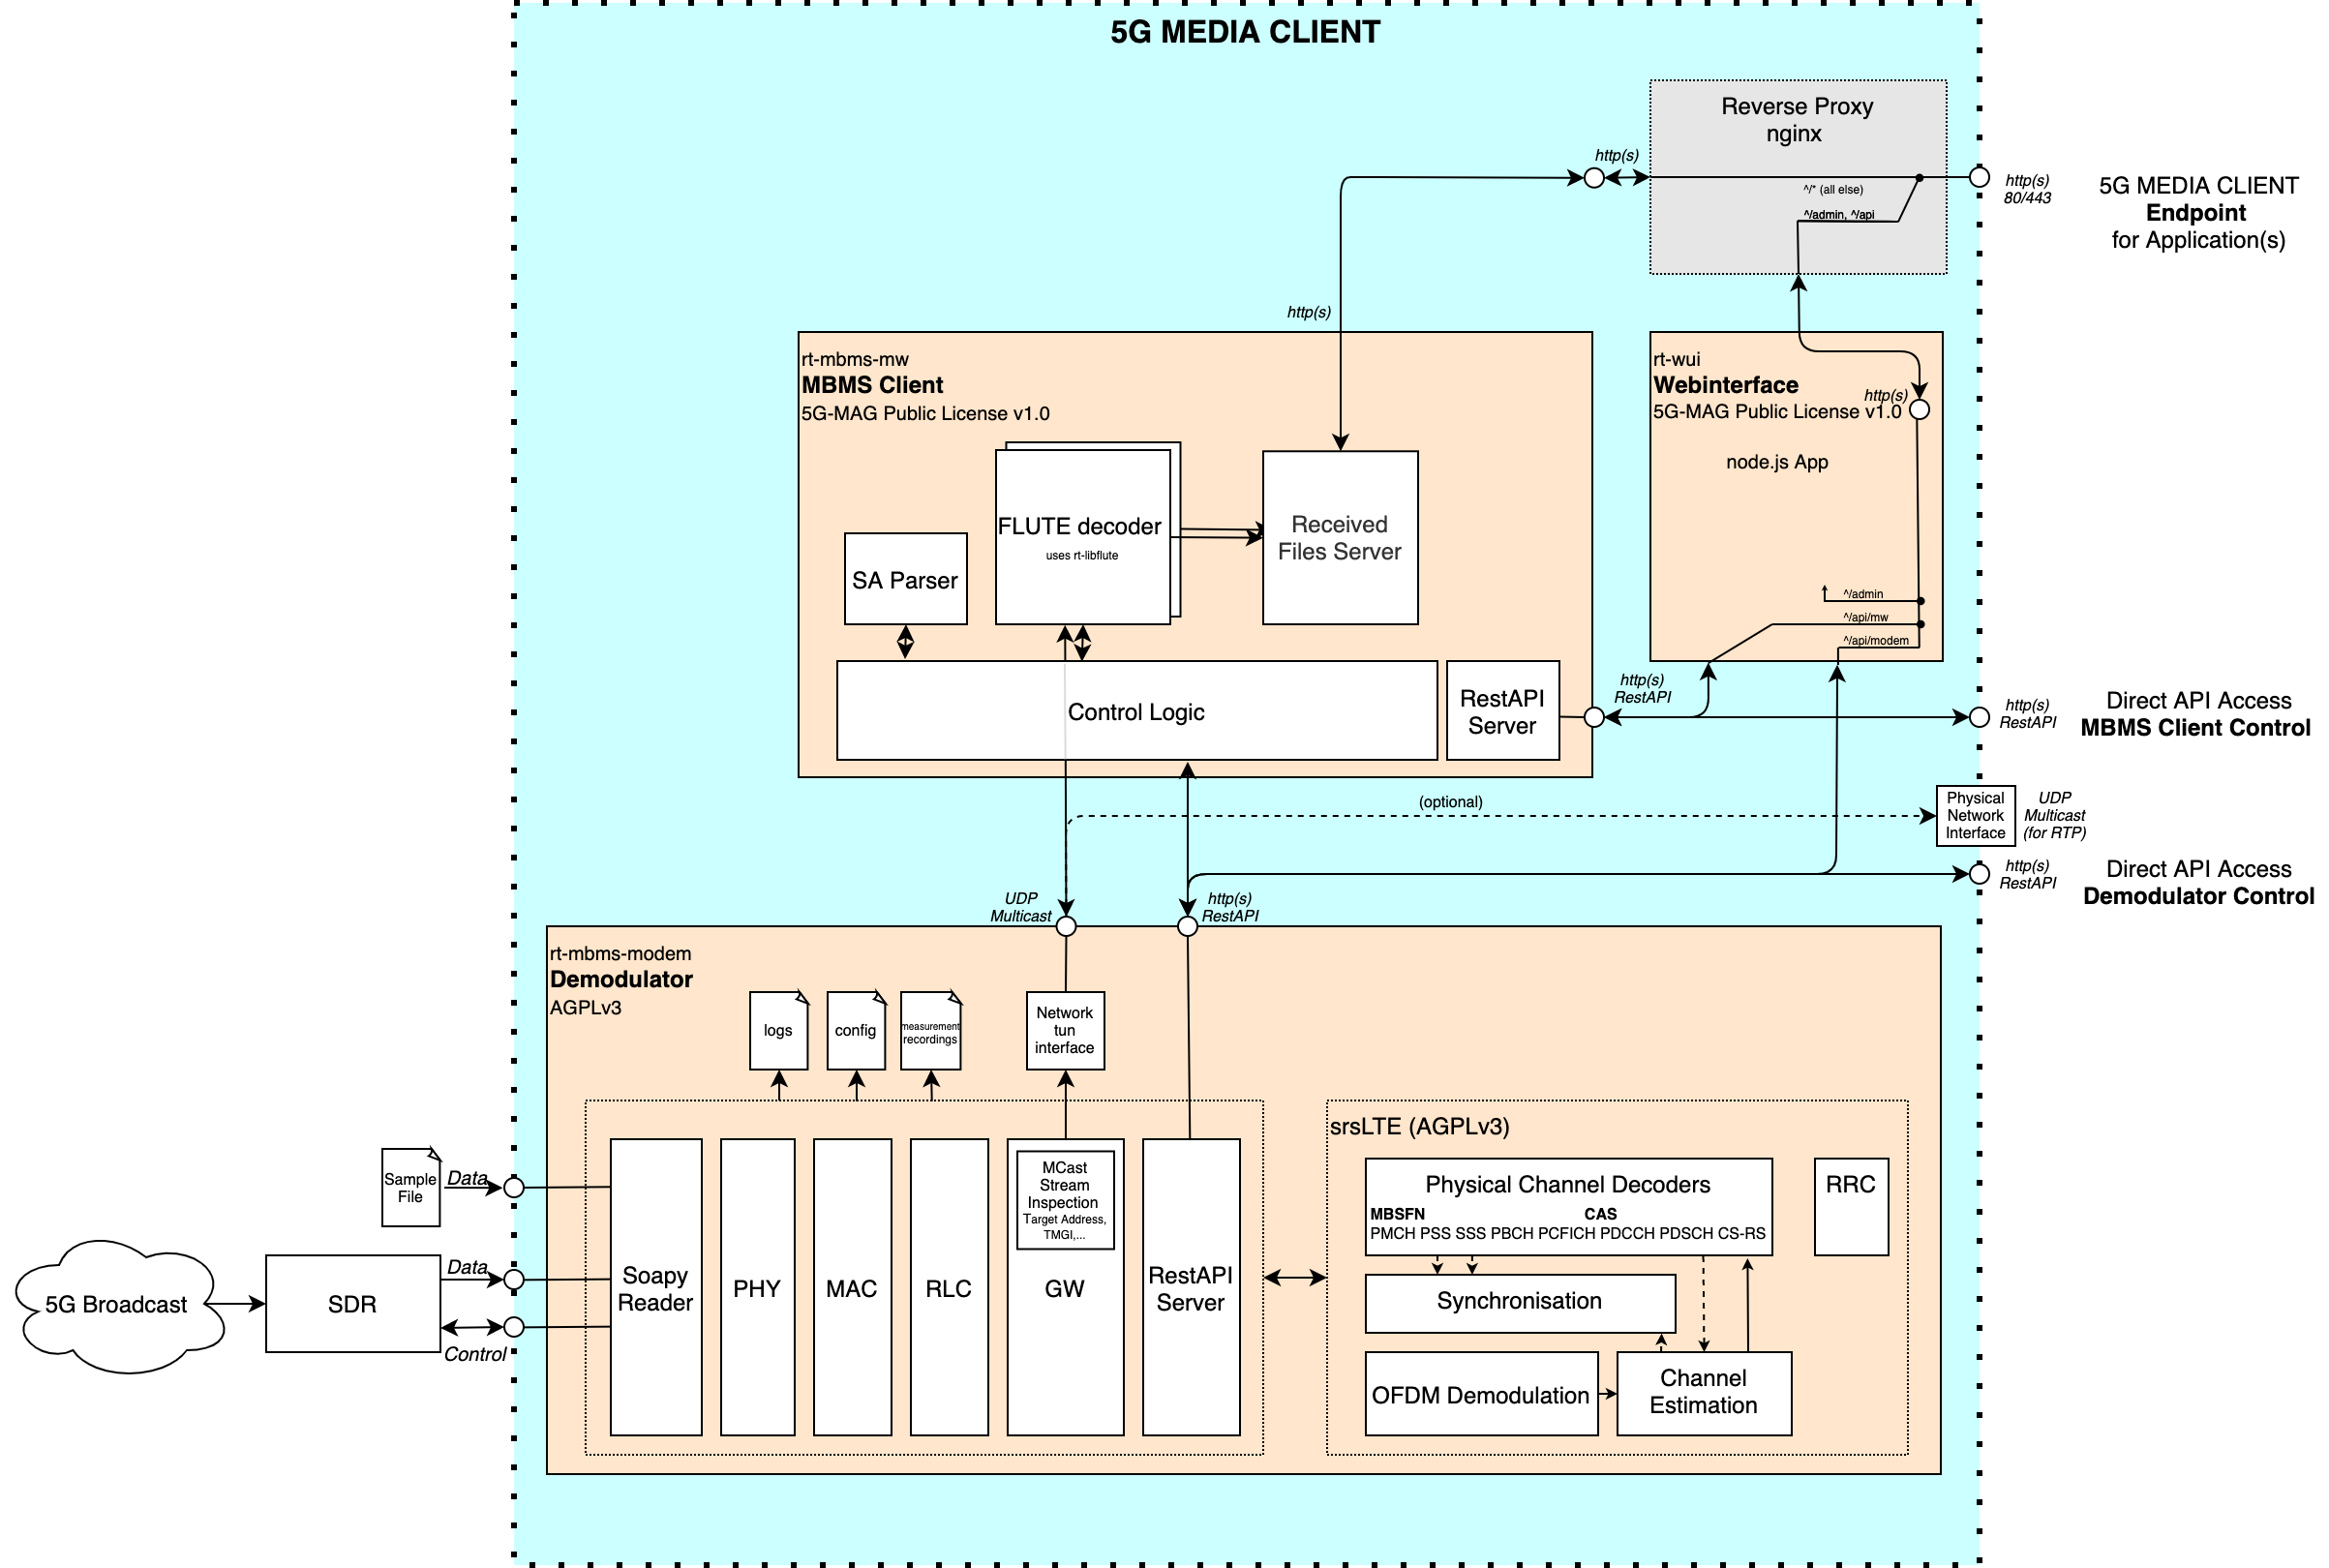 5G MEDIA CLIENT
Reverse Proxy
nginx
http(s)
^/* (all else)
^/admin, ^/api
http(s)
80/443
5G MEDIA CLIENT
Endpoint
for Application(s)
http(s)
rt-mbms-mw
MBMS Client
5G-MAG Public License v1.0
FLUTE decoder
uses rt-libflute
Received
Files Server
SA Parser
Control Logic
RestAPI
Server
rt-wui
Webinterface
http(s)
5G-MAG Public License v1.0
node.js App
^/admin
^/api/mw
^/api/modem
http(s)
RestAPI
http(s)
RestAPI
Direct API Access
MBMS Client Control
(optional)
Physical
Network
Interface
UDP
Multicast
(for RTP)
http(s)
RestAPI
Direct API Access
Demodulator Control
UDP
Multicast
http(s)
RestAPI
rt-mbms-modem
Demodulator
AGPLv3
logs
config
measurement
recordings
Network
tun
interface
Sample
File
Data
5G Broadcast
SDR
Data
Control
Soapy
Reader
PHY
MAC
RLC
MCast
Stream
Inspection
Target Address,
TMGI,...
GW
RestAPI
Server
srsLTE (AGPLv3)
Physical Channel Decoders
MBSFN CAS
PMCH PSS SSS PBCH PCFICH PDCCH PDSCH CS-RS
RRC
Synchronisation
OFDM Demodulation
Channel
Estimation